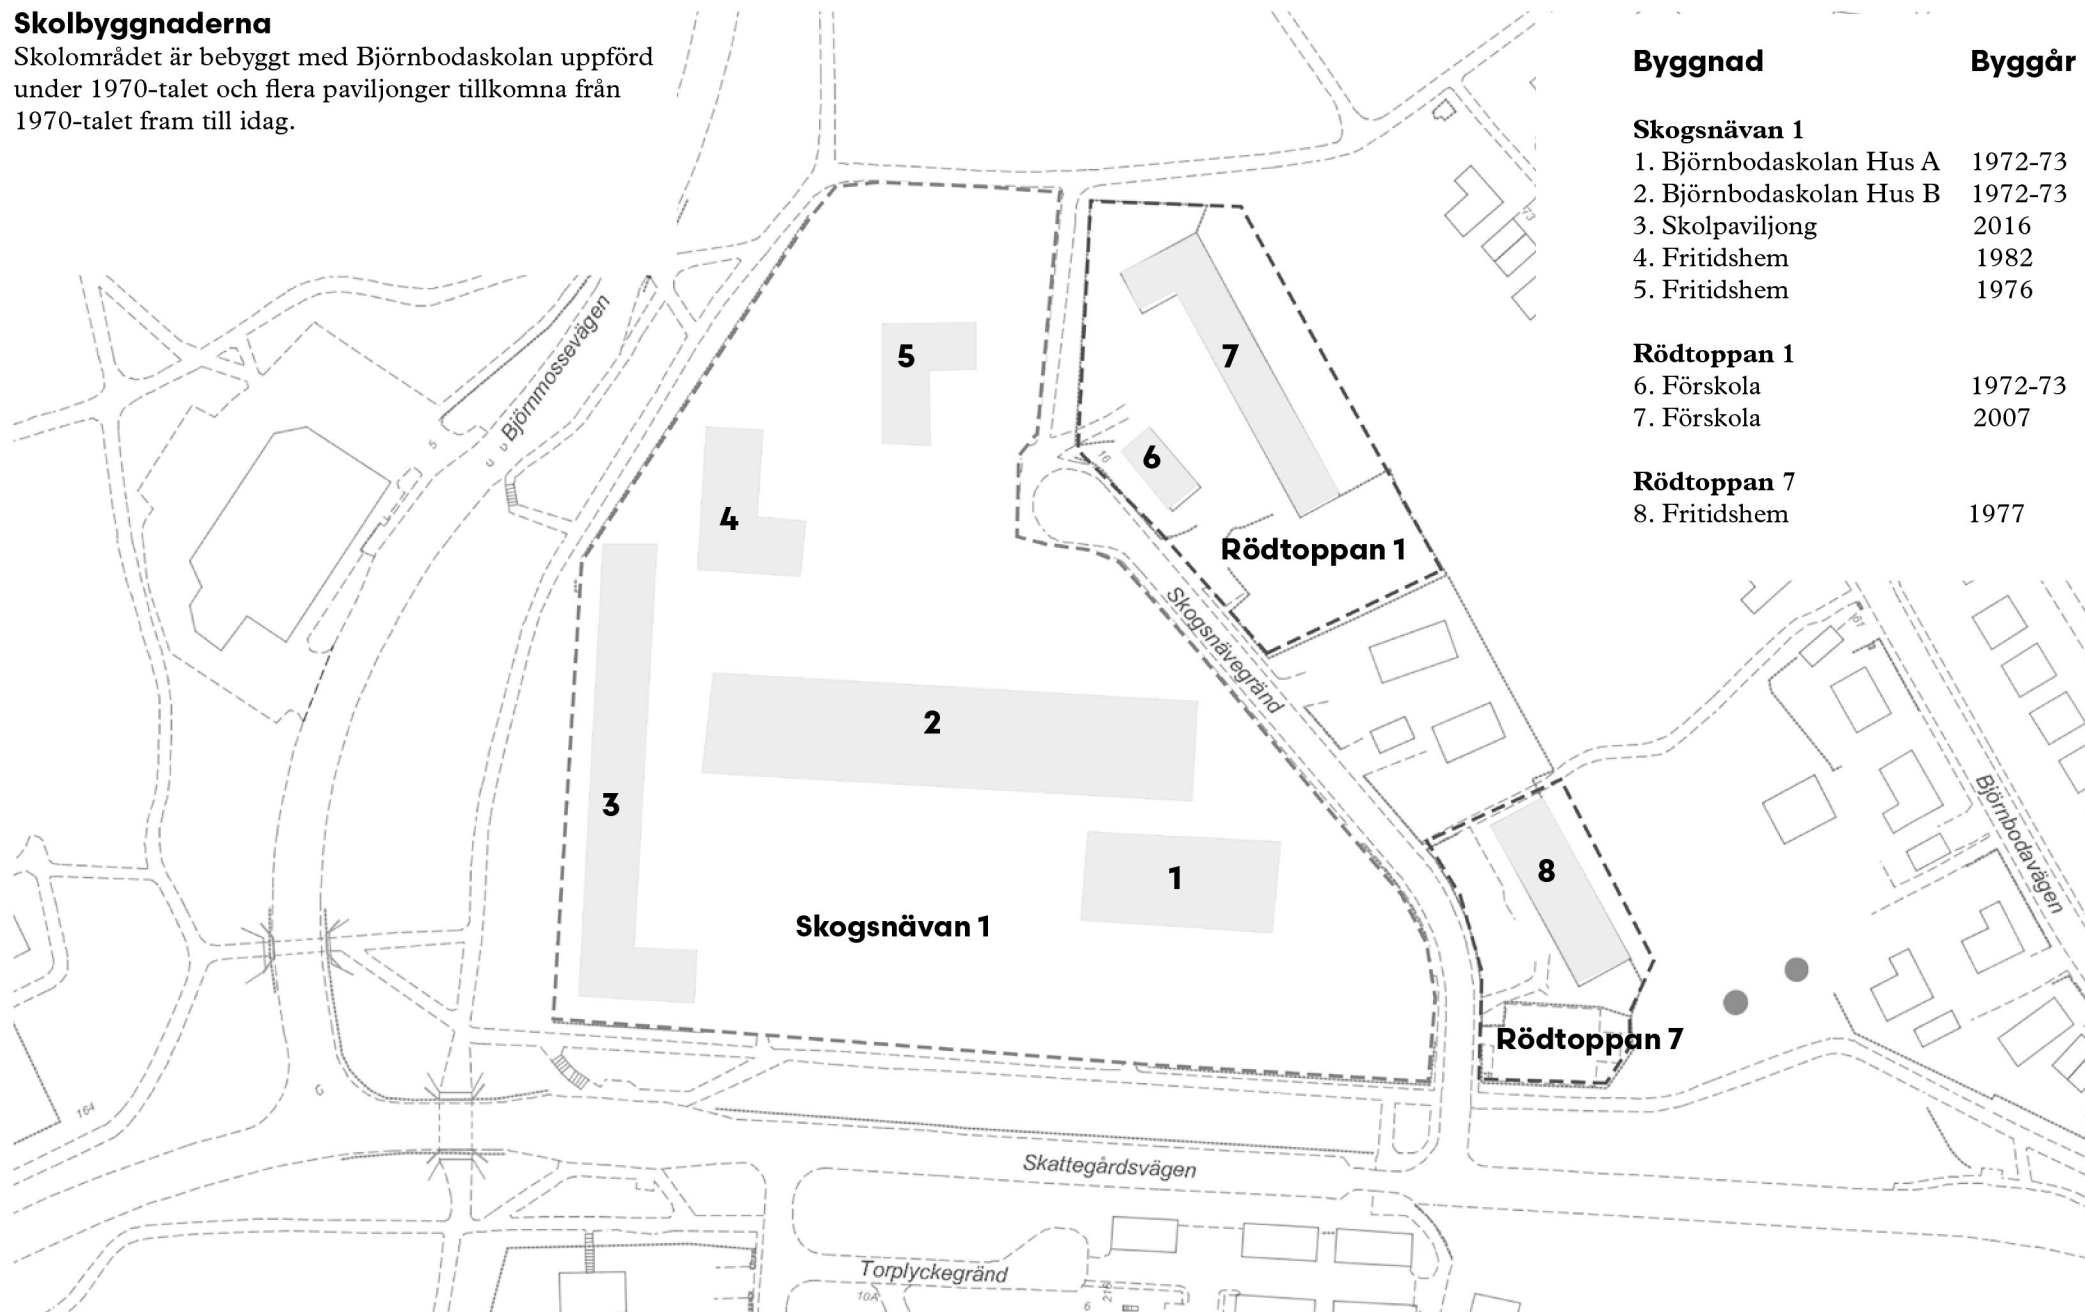 Skolbyggnaderna
Skolområdet är bebyggt med Björnbodaskolan uppförd
under 1970-talet och flera paviljonger tillkomna från
1970-talet fram till idag.
Byggnad Byggår
Skogsnävan 1
1. Björnbodaskolan Hus A 1972-73
2. Björnbodaskolan Hus B 1972-73
3. Skolpaviljong 2016
4. Fritidshem 1982
5. Fritidshem 1976
Rödtoppan 1
6. Förskola 1972-73
7. Förskola 2007
Rödtoppan 7
8. Fritidshem 1977
Björnmossevägen
5
5
7
4
6
16
Rödtoppan 1
Skogsnävegränd
2
3
1
8
Skogsnävan 1
Rödtoppan 7
Björnbodavägen
164
G
Skattegårdsvägen
Torplyckegränd
10A
6